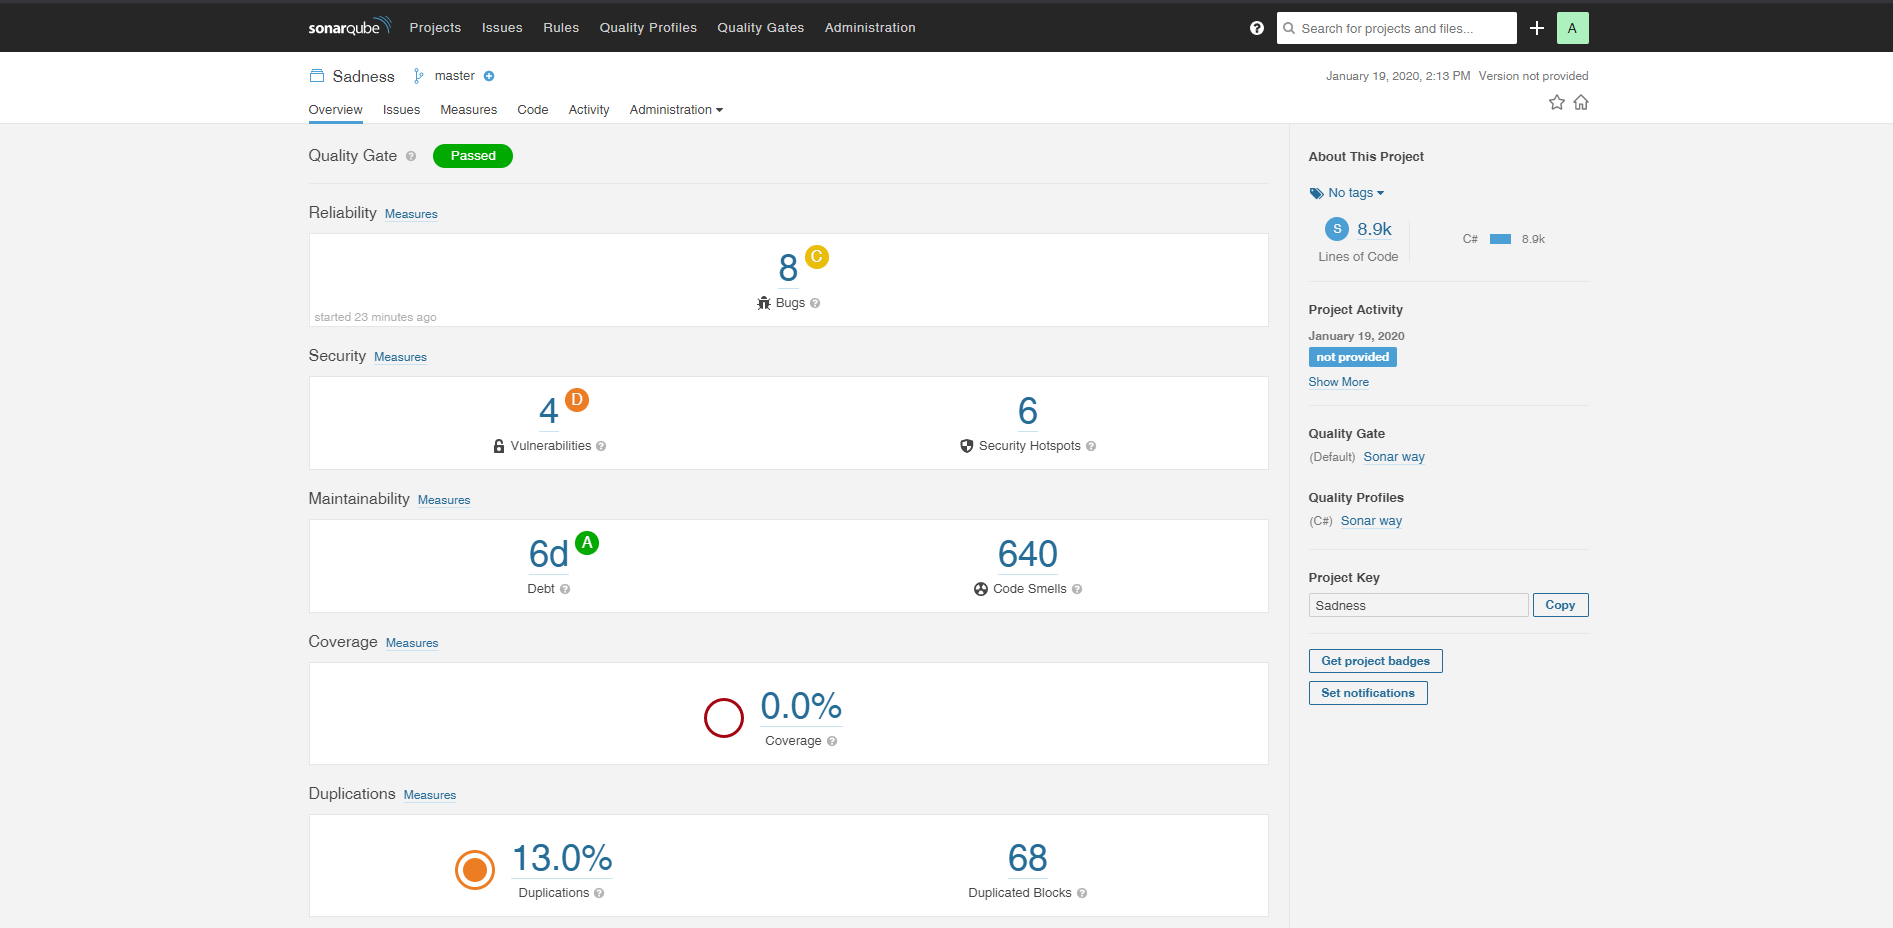 sonarqube Projects Issues Rules Quality Profiles Quality Gates Administration ? Search for projects and files... A
Sadness master January 19, 2020, 2:13 PM Version not provided
Overview Issues Measures Code Activity Administration
Quality Gate ? Passed
Reliability Measures
8 C
Bugs ?
started 23 minutes ago
Security Measures
4 D
Vulnerabilities ?
6
Security Hotspots ?
Maintainability Measures
6d A
Debt ?
640
Code Smells ?
Coverage Measures
0.0%
Coverage ?
Duplications Measures
13.0%
Duplications ?
68
Duplicated Blocks ?
About This Project
No tags
S 8.9k
Lines of Code
C# 8.9k
Project Activity
January 19, 2020
not provided
Show More
Quality Gate
(Default) Sonar way
Quality Profiles
(C#) Sonar way
Project Key
Sadness Copy
Get project badges
Set notifications